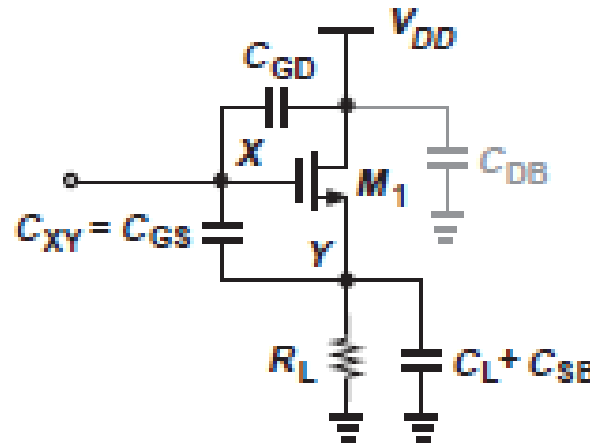 V_DD
C_GD
X
M_1
C_DB
C_XY = C_GS
Y
R_L
C_L + C_SB